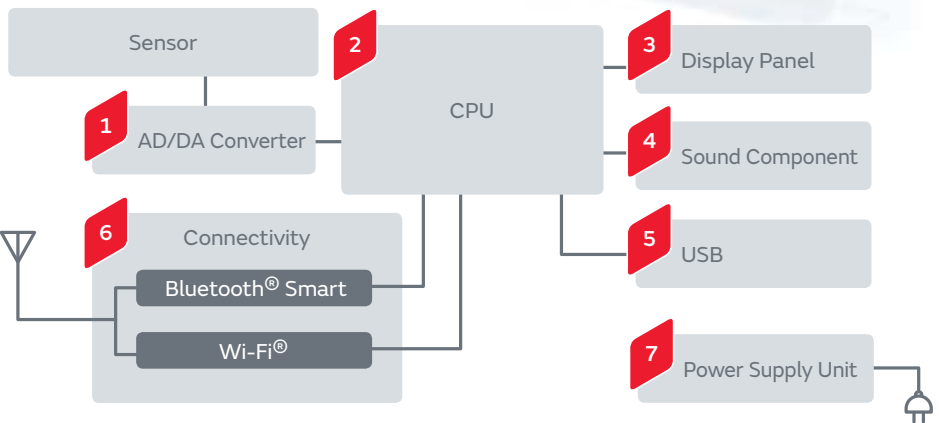 Sensor
1
AD/DA Converter
2
CPU
3
Display Panel
4
Sound Component
5
USB
6
Connectivity
Bluetooth® Smart
Wi-Fi®
7
Power Supply Unit